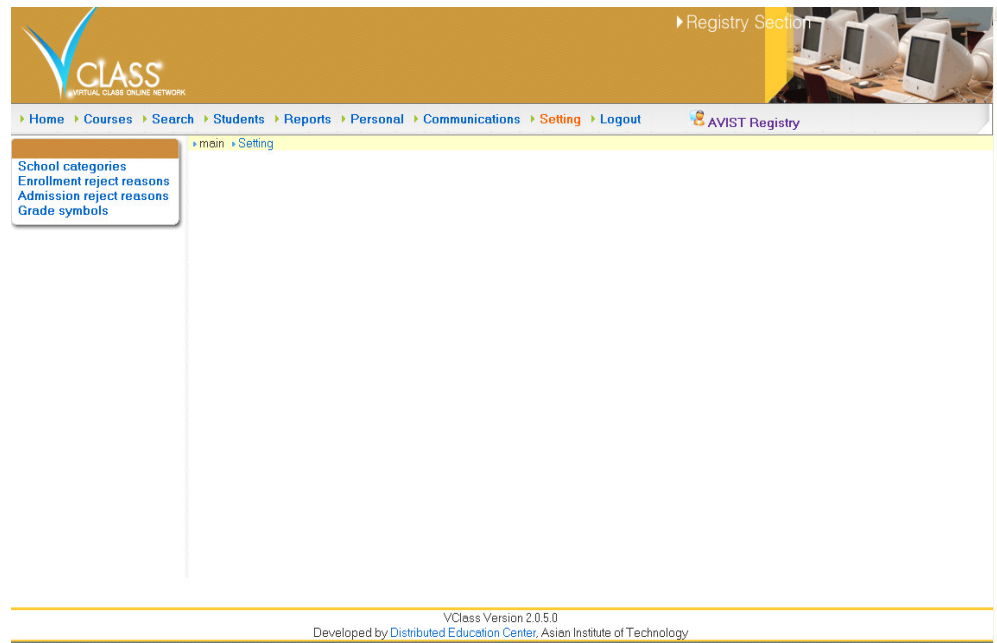 Registry Section
VCLASS
VIRTUAL CLASS ONLINE NETWORK
Home Courses Search Students Reports Personal Communications Setting Logout AVIST Registry
main Setting
School categories
Enrollment reject reasons
Admission reject reasons
Grade symbols
VClass Version 2.0.5.0
Developed by Distributed Education Center, Asian Institute of Technology